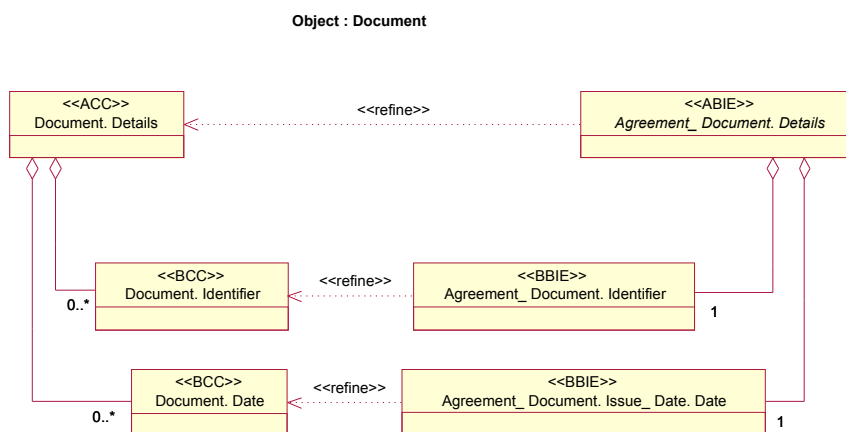 Object : Document
<<ACC>>
Document. Details
<<refine>>
<<ABIE>>
Agreement_ Document. Details
<<BCC>>
Document. Identifier
0..*
<<refine>>
<<BBIE>>
Agreement_ Document. Identifier
1
<<BCC>>
Document. Date
0..*
<<refine>>
<<BBIE>>
Agreement_ Document. Issue_ Date. Date
1